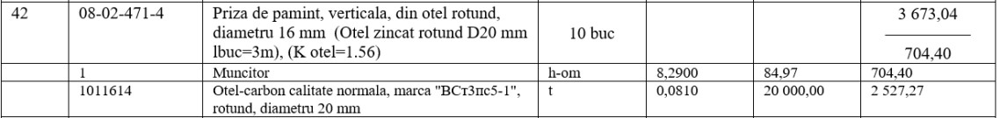 42 08-02-471-4 Priza de pamint, verticala, din otel rotund, 3 673,04
diametru 16 mm (Otel zincat rotund D20 mm 10 buc
lbuc=3m), (K otel=1.56) 704,40
1 Muncitor h-om 8,2900 84,97 704,40
1011614 Otel-carbon calitate normala, marca "ВСт3пс5-1", t 0,0810 20 000,00 2 527,27
rotund, diametru 20 mm